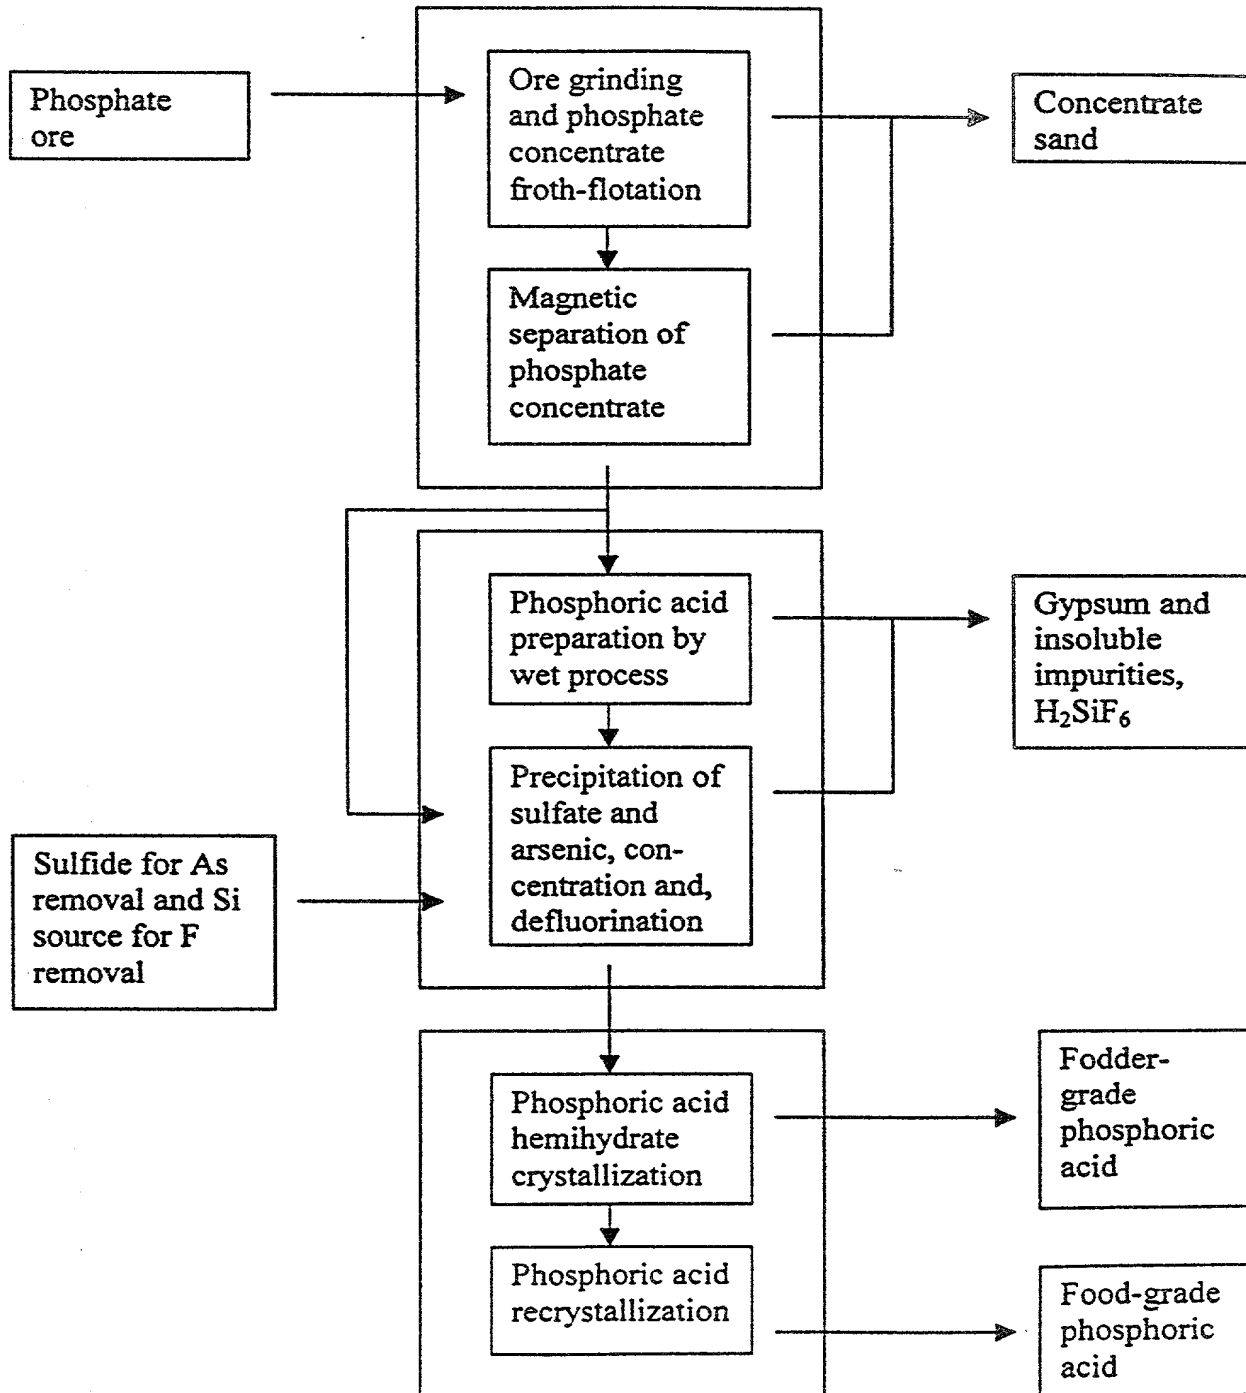 Phosphate
ore
Ore grinding
and phosphate
concentrate
froth-flotation
Concentrate
sand
Magnetic
separation of
phosphate
concentrate
Phosphoric acid
preparation by
wet process
Gypsum and
insoluble
impurities,
H₂SiF₆
Precipitation of
sulfate and
arsenic, con-
centration and,
defluorination
Sulfide for As
removal and Si
source for F
removal
Phosphoric acid
hemihydrate
crystallization
Fodder-
grade
phosphoric
acid
Phosphoric acid
recrystallization
Food-grade
phosphoric
acid